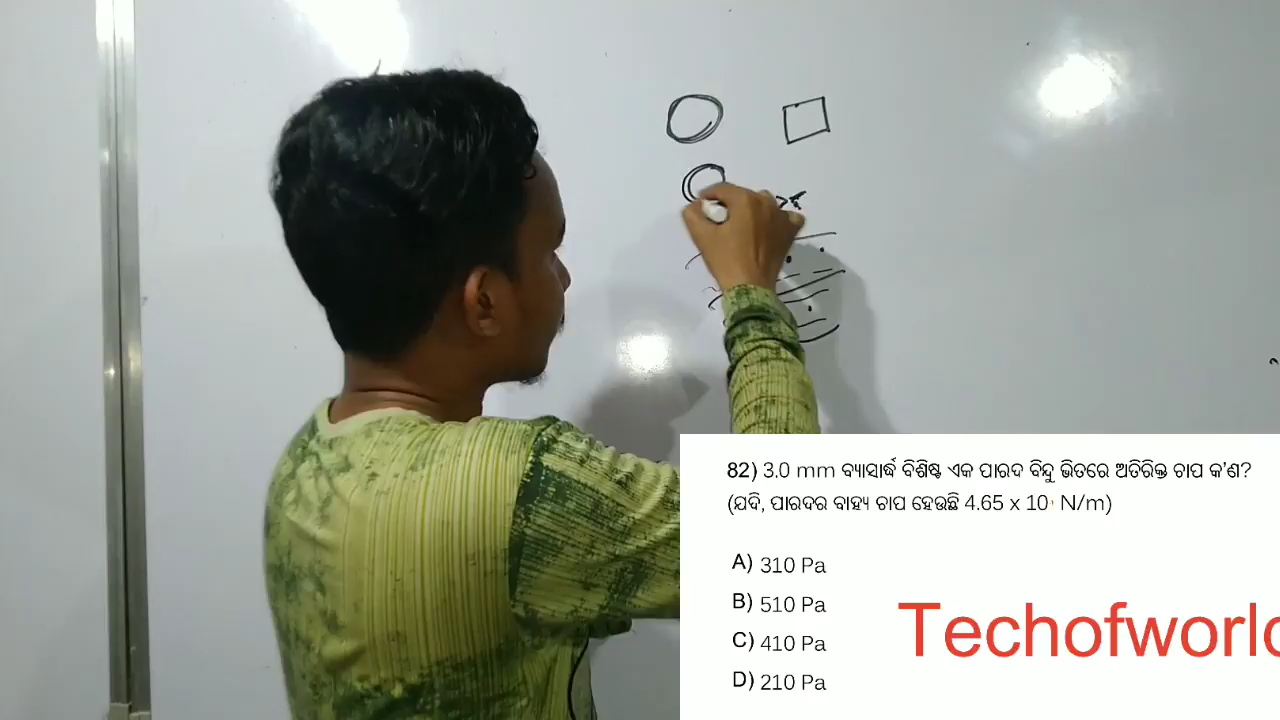 82) 3.0 mm ବ୍ୟାସାର୍ଦ୍ଧ ବିଶିଷ୍ଟ ଏକ ପାରଦ ବିନ୍ଦୁ ଭିତରେ ଅତିରିକ୍ତ ଚାପ କ'ଣ?
(ଯଦି, ପାରଦର ବାହ୍ୟ ଚାପ ହେଉଛି 4.65 x 10 N/m)
A) 310 Pa
B) 510 Pa
C) 410 Pa
D) 210 Pa
Techofworld